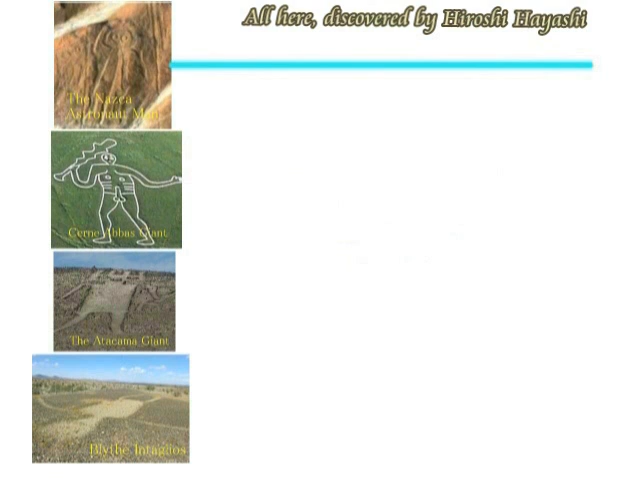 All here, discovered by Hiroshi Hayashi
The Nazca
Astronaut Man
Cerne Abbas Giant
The Atacama Giant
Blythe Intaglios